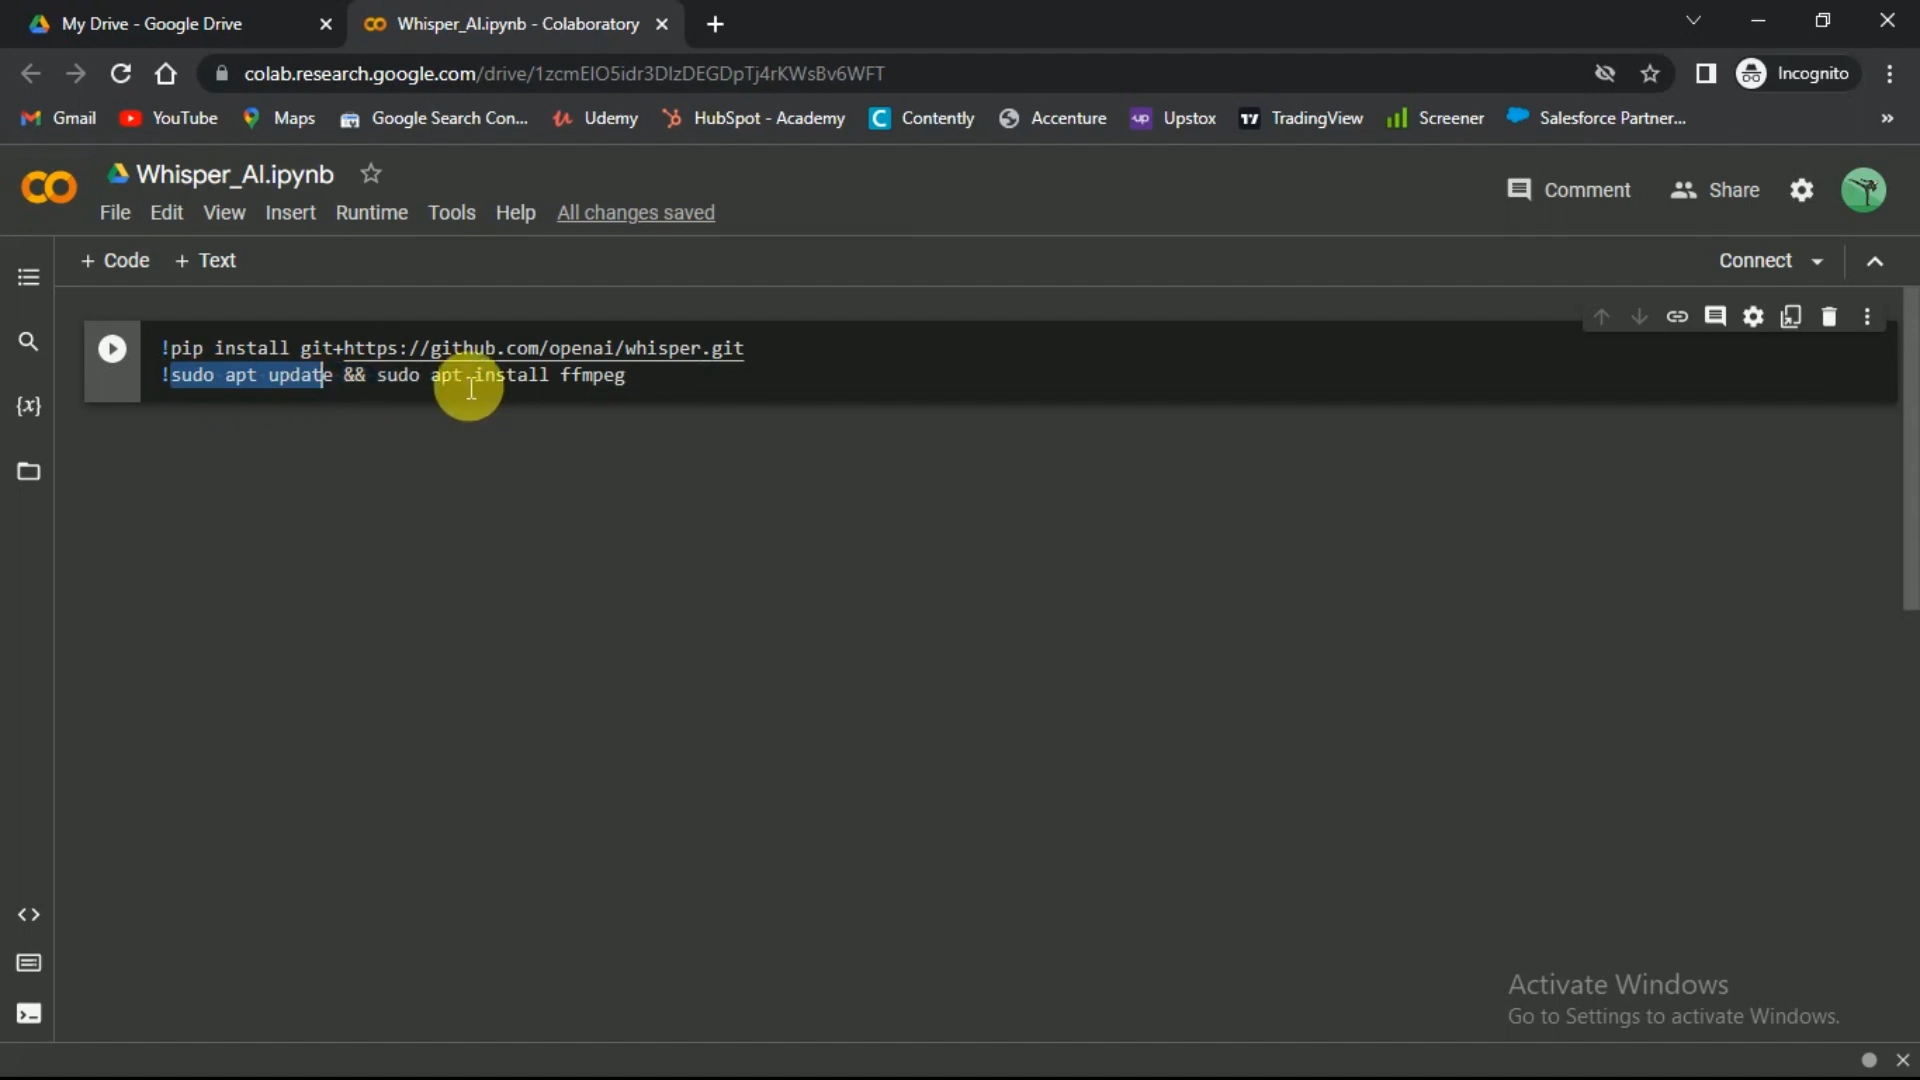 My Drive - Google Drive
Whisper_AI.ipynb - Colaboratory
colab.research.google.com/drive/1zcmEIO5idr3DIzDEGDpTj4rKWsBv6WFT
Incognito
Gmail YouTube Maps Google Search Con... Udemy HubSpot - Academy Contently Accenture up Upstox TradingView Screener Salesforce Partner... »
Whisper_AI.ipynb
File Edit View Insert Runtime Tools Help All changes saved
Comment Share
+ Code + Text
Connect
!pip install git+https://github.com/openai/whisper.git
!sudo apt update && sudo apt install ffmpeg
{x}
Activate Windows
Go to Settings to activate Windows.